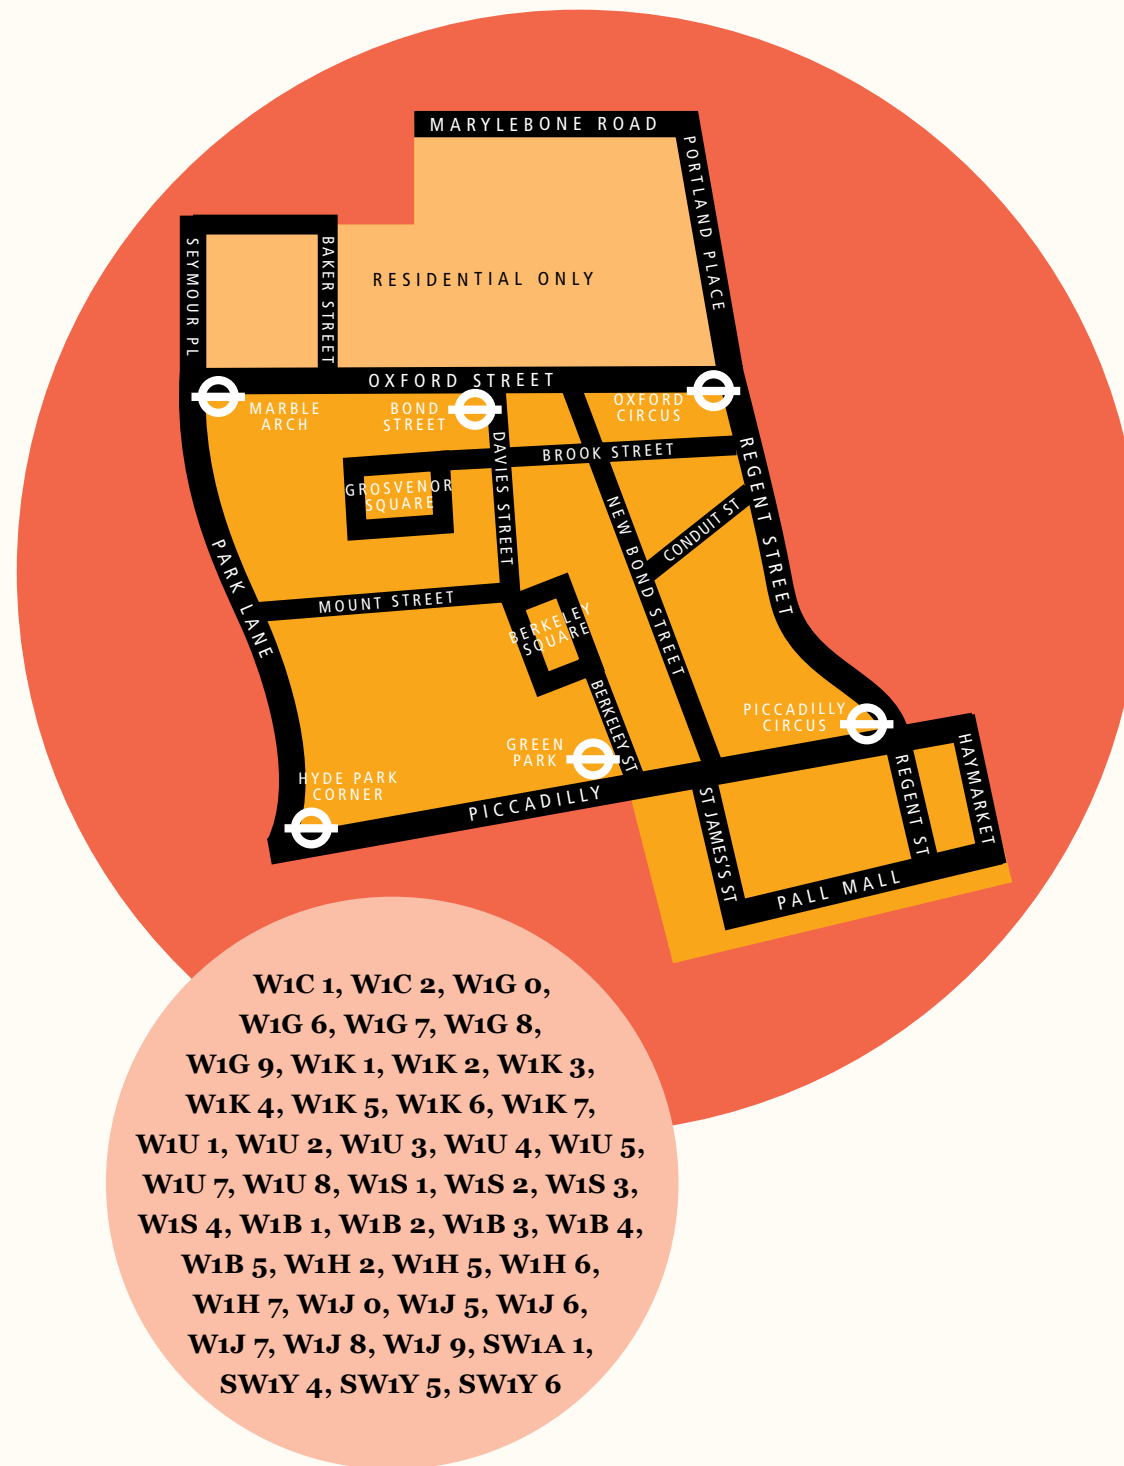 MARYLEBONE ROAD
PORTLAND PLACE
SEYMOUR PL
BAKER STREET
RESIDENTIAL ONLY
OXFORD STREET
MARBLE
ARCH
BOND
STREET
OXFORD
CIRCUS
DAVIES STREET
BROOK STREET
REGENT STREET
GROSVENOR
SQUARE
NEW BOND STREET
CONDUIT ST
PARK LANE
MOUNT STREET
BERKELEY
SQUARE
BERKELEY ST
PICCADILLY
CIRCUS
GREEN
PARK
HYDE PARK
CORNER
PICCADILLY
ST JAMES'S ST
REGENT ST
HAYMARKET
PALL MALL
W1C 1, W1C 2, W1G 0,
W1G 6, W1G 7, W1G 8,
W1G 9, W1K 1, W1K 2, W1K 3,
W1K 4, W1K 5, W1K 6, W1K 7,
W1U 1, W1U 2, W1U 3, W1U 4, W1U 5,
W1U 7, W1U 8, W1S 1, W1S 2, W1S 3,
W1S 4, W1B 1, W1B 2, W1B 3, W1B 4,
W1B 5, W1H 2, W1H 5, W1H 6,
W1H 7, W1J 0, W1J 5, W1J 6,
W1J 7, W1J 8, W1J 9, SW1A 1,
SW1Y 4, SW1Y 5, SW1Y 6